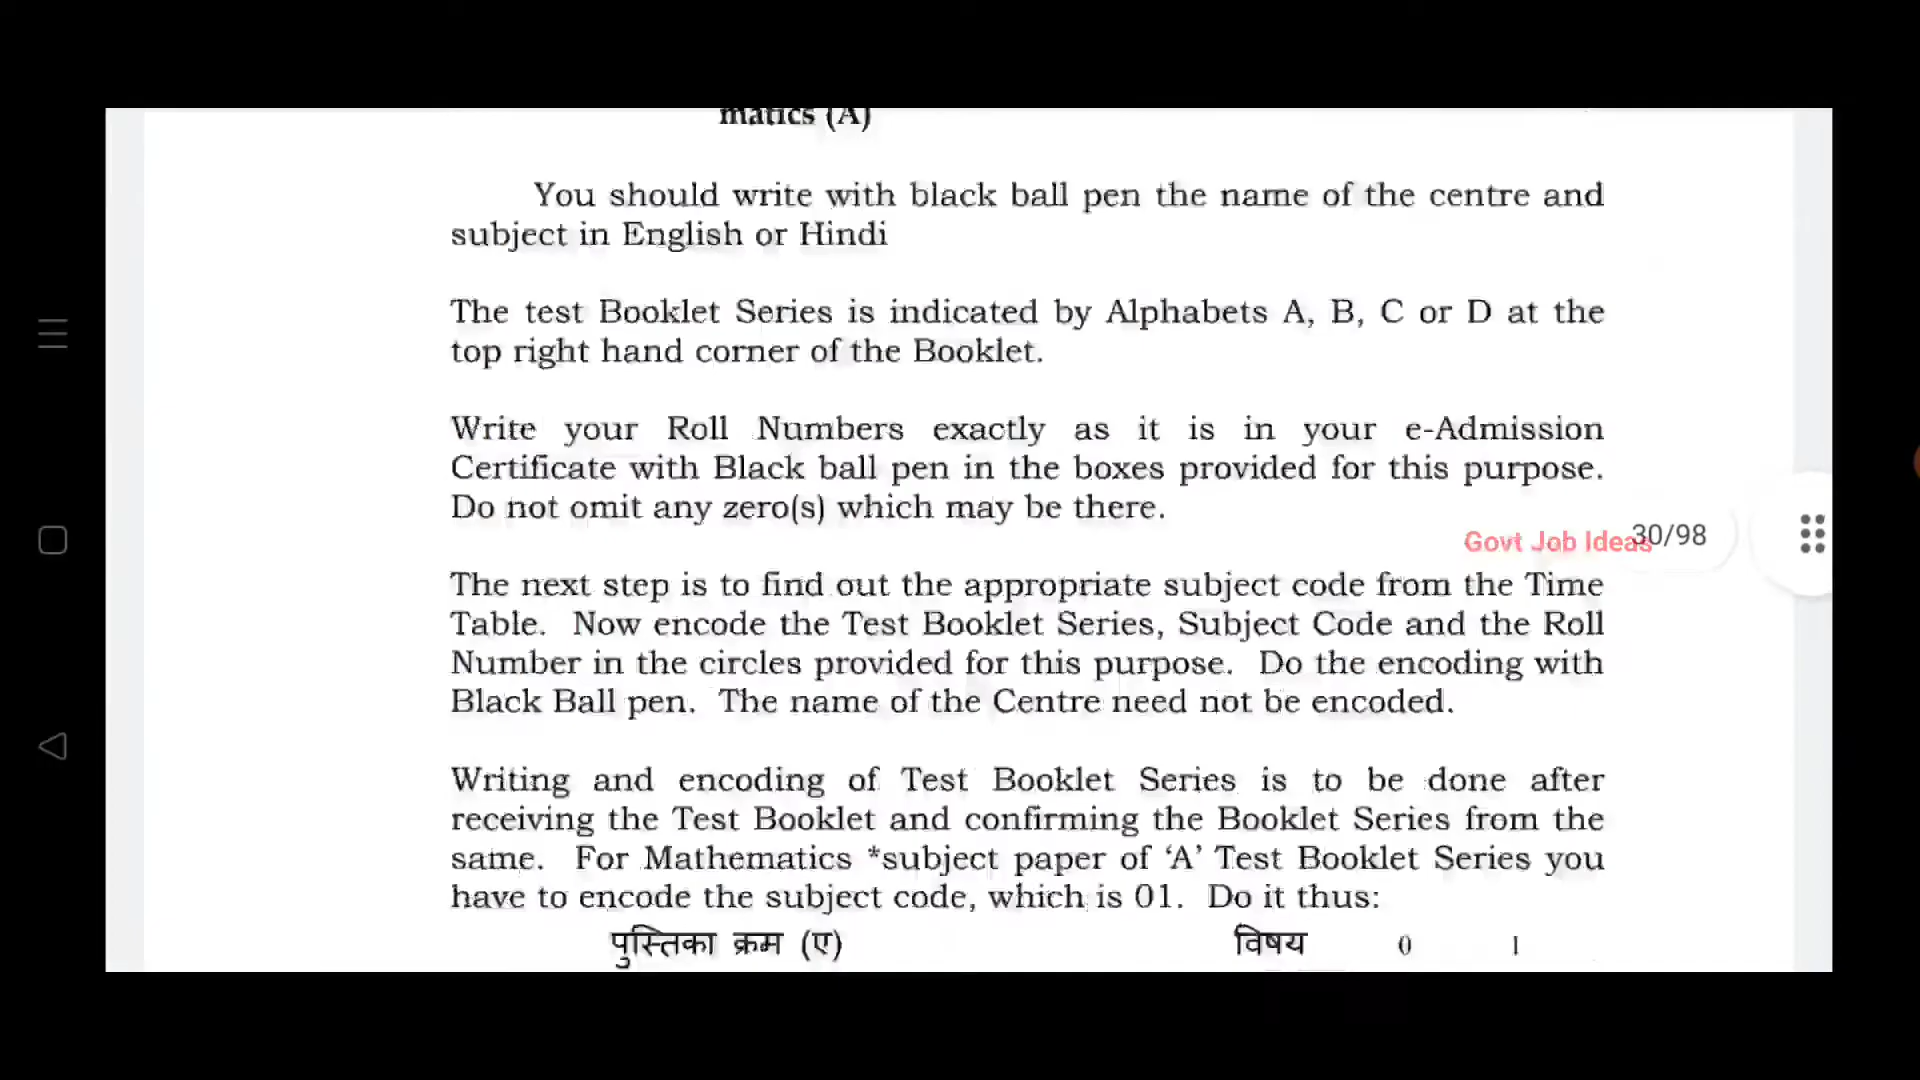 matics (A)
You should write with black ball pen the name of the centre and
subject in English or Hindi
The test Booklet Series is indicated by Alphabets A, B, C or D at the
top right hand corner of the Booklet.
Write your Roll Numbers exactly as it is in your e-Admission
Certificate with Black ball pen in the boxes provided for this purpose.
Do not omit any zero(s) which may be there.
Govt Job Ideas
30/98
The next step is to find out the appropriate subject code from the Time
Table. Now encode the Test Booklet Series, Subject Code and the Roll
Number in the circles provided for this purpose. Do the encoding with
Black Ball pen. The name of the Centre need not be encoded.
Writing and encoding of Test Booklet Series is to be done after
receiving the Test Booklet and confirming the Booklet Series from the
same. For Mathematics *subject paper of ‘A’ Test Booklet Series you
have to encode the subject code, which is 01. Do it thus:
पुस्तिका क्रम (ए) विषय 0 1